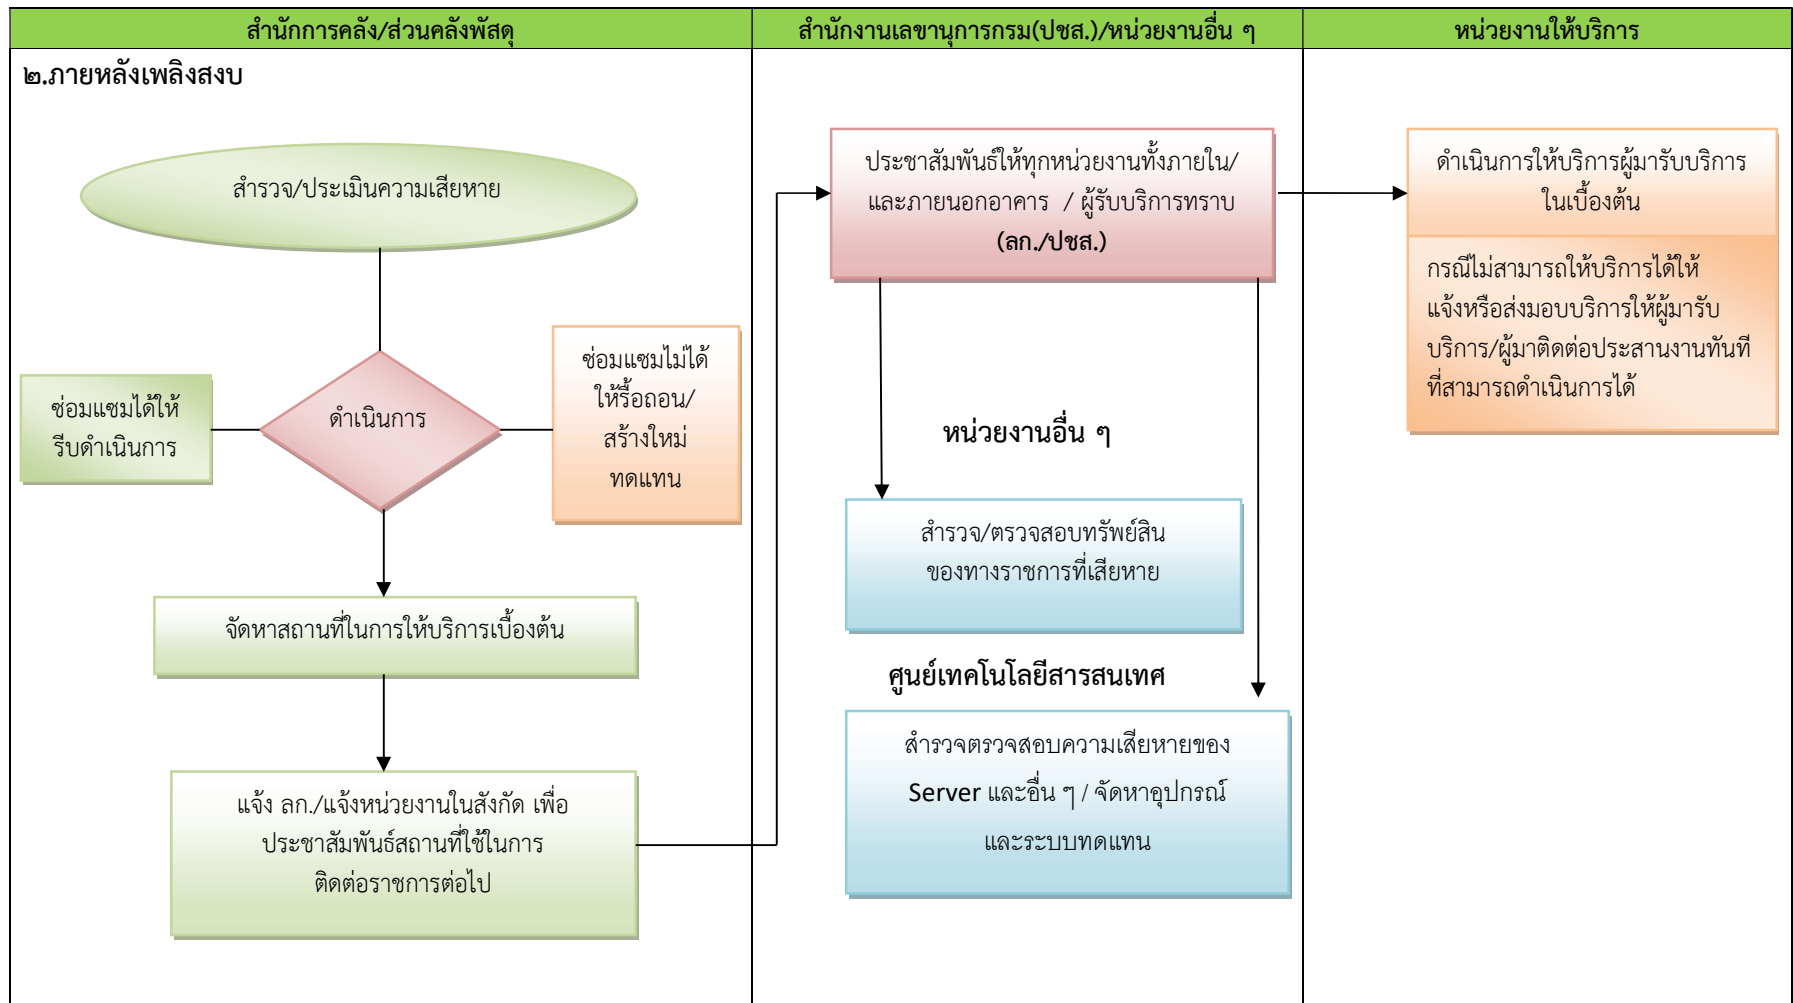 สำนักการคลัง/ส่วนคลังพัสดุ
สำนักงานเลขานุการกรม(ปชส.)/หน่วยงานอื่น ๆ
หน่วยงานให้บริการ
๒.ภายหลังเพลิงสงบ
สำรวจ/ประเมินความเสียหาย
ดำเนินการ
ซ่อมแซมได้ให้
รีบดำเนินการ
ซ่อมแซมไม่ได้
ให้รื้อถอน/
สร้างใหม่
ทดแทน
จัดหาสถานที่ในการให้บริการเบื้องต้น
แจ้ง ลก./แจ้งหน่วยงานในสังกัด เพื่อ
ประชาสัมพันธ์สถานที่ใช้ในการ
ติดต่อราชการต่อไป
ประชาสัมพันธ์ให้ทุกหน่วยงานทั้งภายใน/
และภายนอกอาคาร / ผู้รับบริการทราบ
(ลก./ปชส.)
หน่วยงานอื่น ๆ
สำรวจ/ตรวจสอบทรัพย์สิน
ของทางราชการที่เสียหาย
ศูนย์เทคโนโลยีสารสนเทศ
สำรวจตรวจสอบความเสียหายของ
Server และอื่น ๆ / จัดหาอุปกรณ์
และระบบทดแทน
ดำเนินการให้บริการผู้มารับบริการ
ในเบื้องต้น
กรณีไม่สามารถให้บริการได้ให้
แจ้งหรือส่งมอบบริการให้ผู้มารับ
บริการ/ผู้มาติดต่อประสานงานทันที
ที่สามารถดำเนินการได้